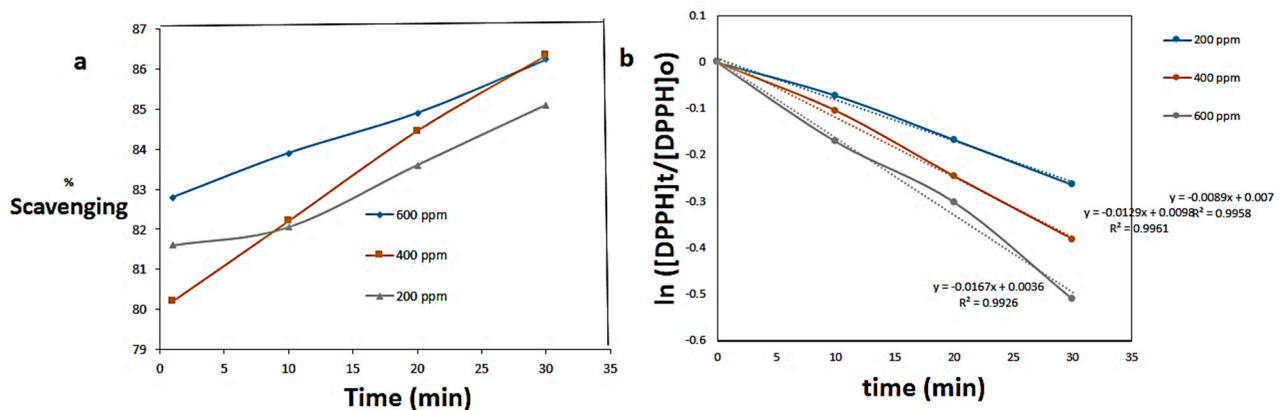 a
87
86
85
84
83
82
81
80
79
%
Scavenging
600 ppm
400 ppm
200 ppm
0 5 10 15 20 25 30 35
Time (min)
b
0.1
0
-0.1
-0.2
-0.3
-0.4
-0.5
-0.6
ln ([DPPH]t/[DPPH]o
200 ppm
400 ppm
600 ppm
y = -0.0089x + 0.007
R² = 0.9958
y = -0.0129x + 0.0098
R² = 0.9961
y = -0.0167x + 0.0036
R² = 0.9926
0 5 10 15 20 25 30 35
time (min)